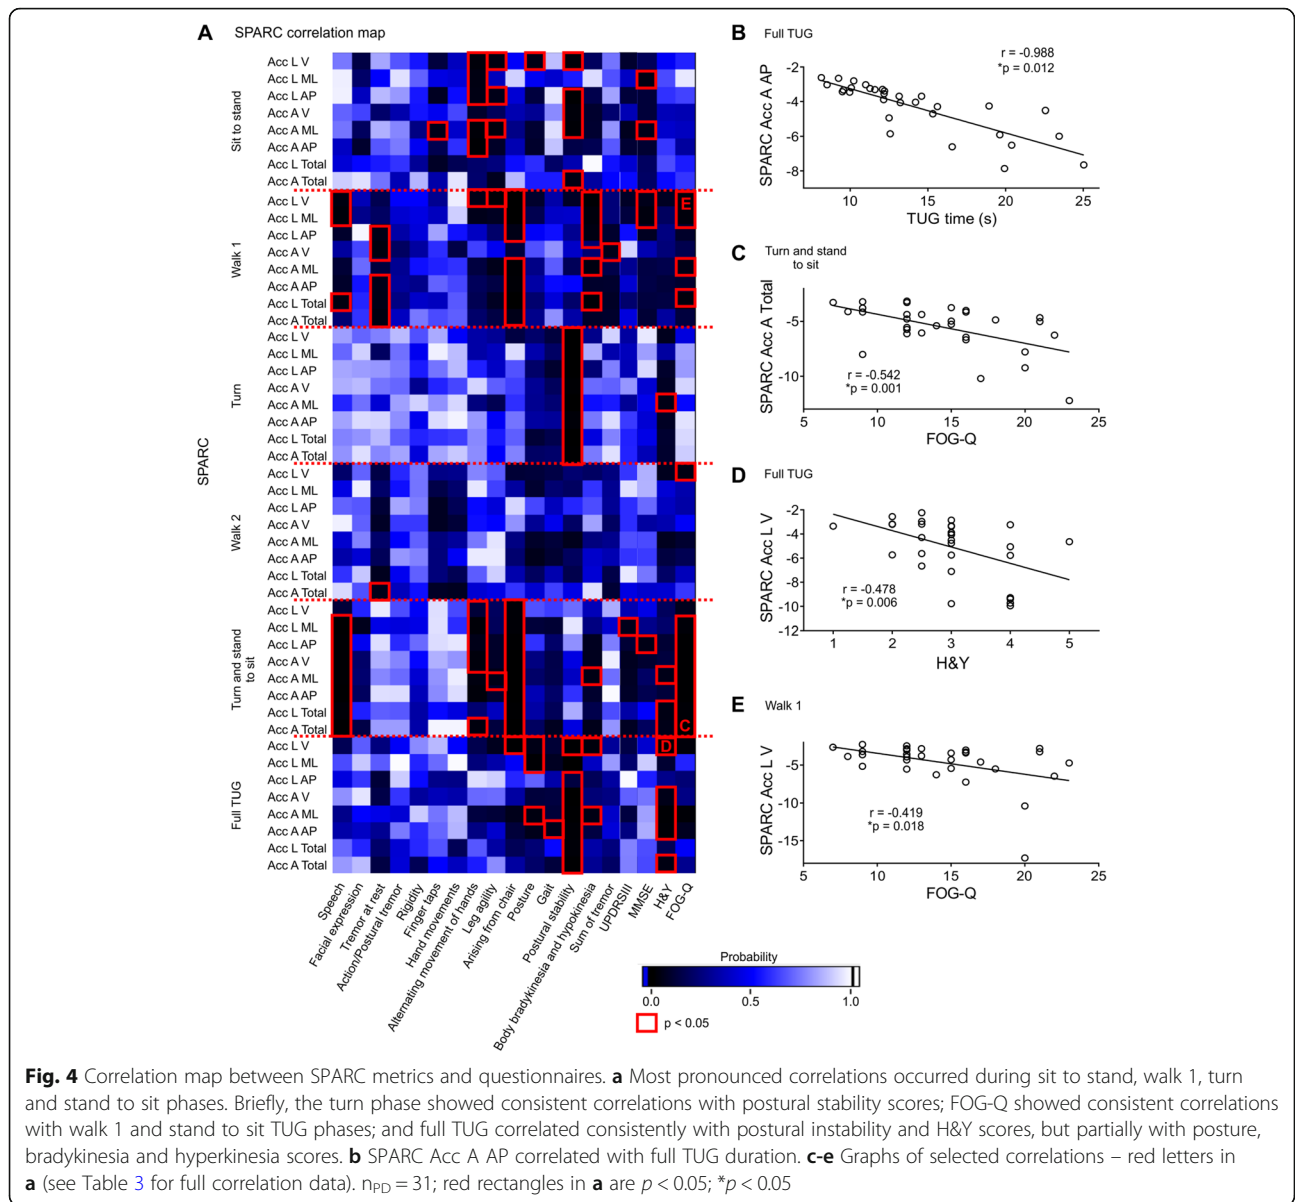 A SPARC correlation map
SPARC
Sit to stand
Acc L V
Acc L ML
Acc L AP
Acc A V
Acc A ML
Acc A AP
Acc L Total
Acc A Total
Walk 1
Acc L V
Acc L ML
Acc L AP
Acc A V
Acc A ML
Acc A AP
Acc L Total
Acc A Total
E
Turn
Acc L V
Acc L ML
Acc L AP
Acc A V
Acc A ML
Acc A AP
Acc L Total
Acc A Total
Walk 2
Acc L V
Acc L ML
Acc L AP
Acc A V
Acc A ML
Acc A AP
Acc L Total
Acc A Total
Turn and stand
to sit
Acc L V
Acc L ML
Acc L AP
Acc A V
Acc A ML
Acc A AP
Acc L Total
Acc A Total
C
Full TUG
Acc L V
Acc L ML
Acc L AP
Acc A V
Acc A ML
Acc A AP
Acc L Total
Acc A Total
D
Speech
Facial expression
Tremor at rest
Action/Postural tremor
Rigidity
Finger taps
Hand movements
Alternating movement of hands
Leg agility
Arising from chair
Posture
Gait
Postural stability
Body bradykinesia and hypokinesia
Sum of tremor
UPDRSIII
MMSE
H&Y
FOG-Q
Probability
0.0 0.5 1.0
p < 0.05
B Full TUG
r = -0.988
*p = 0.012
SPARC Acc A AP
-2
-4
-6
-8
10 15 20 25
TUG time (s)
C Turn and stand
to sit
SPARC Acc A Total
-5
-10
r = -0.542
*p = 0.001
5 10 15 20 25
FOG-Q
D Full TUG
SPARC Acc L V
-2
-4
-6
-8
-10
-12
r = -0.478
*p = 0.006
1 2 3 4 5
H&Y
E Walk 1
SPARC Acc L V
-5
-10
-15
r = -0.419
*p = 0.018
5 10 15 20 25
FOG-Q
Fig. 4 Correlation map between SPARC metrics and questionnaires. a Most pronounced correlations occurred during sit to stand, walk 1, turn
and stand to sit phases. Briefly, the turn phase showed consistent correlations with postural stability scores; FOG-Q showed consistent correlations
with walk 1 and stand to sit TUG phases; and full TUG correlated consistently with postural instability and H&Y scores, but partially with posture,
bradykinesia and hyperkinesia scores. b SPARC Acc A AP correlated with full TUG duration. c-e Graphs of selected correlations – red letters in
a (see Table 3 for full correlation data). nPD = 31; red rectangles in a are p < 0.05; *p < 0.05